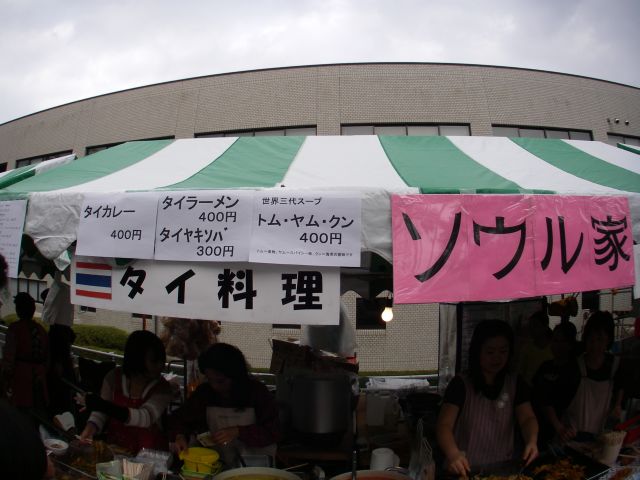 タイカレー
400円
タイラーメン
400円
タイヤキソバ
300円
世界三代スープ
トム・ヤム・クン
400円
タイ料理
ソウル家